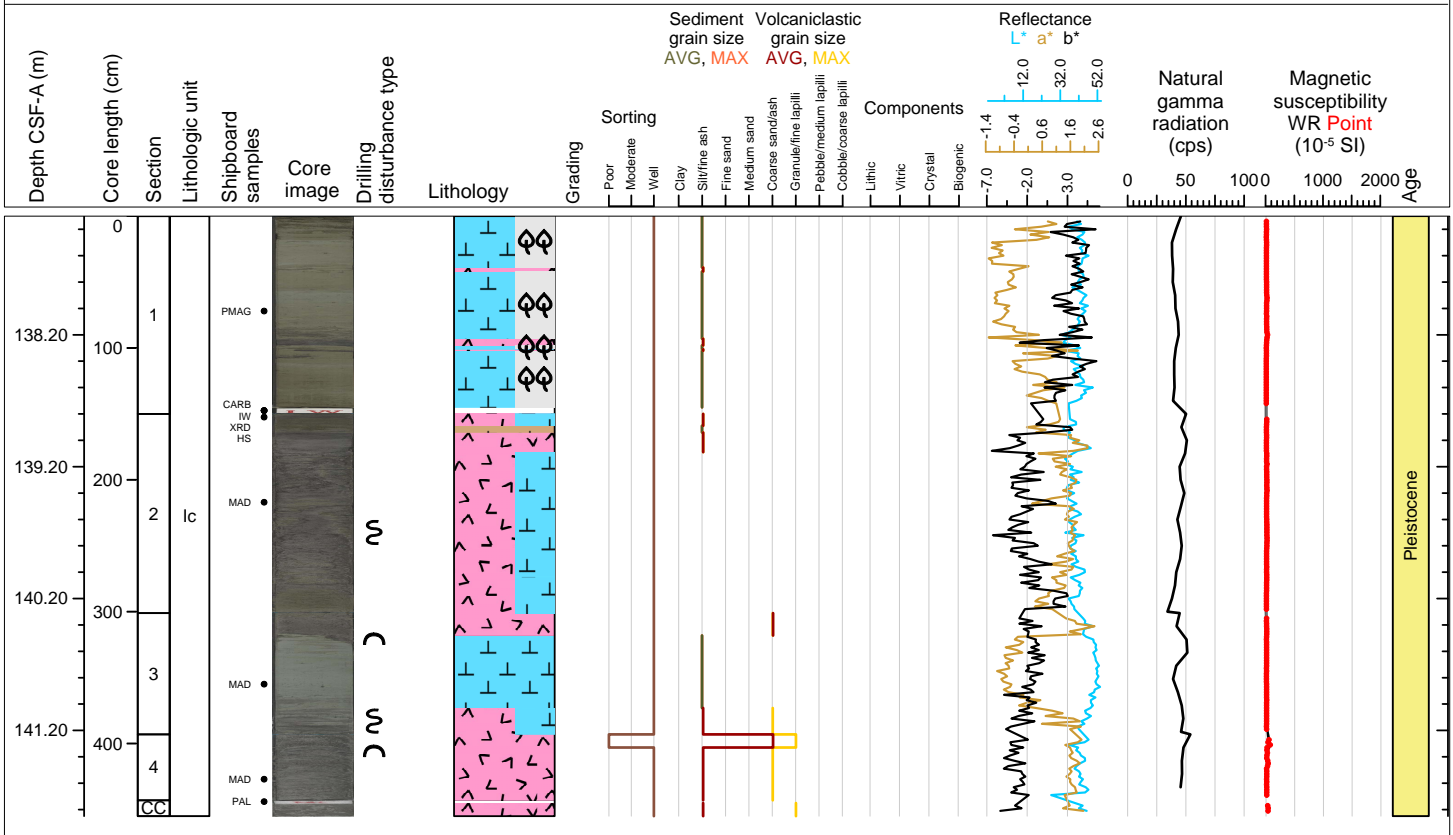 Depth CSF-A (m)
Core length (cm)
Section
Lithologic unit
Shipboard
samples
Core
image
Drilling
disturbance type
Lithology
Grading
Sorting
Poor
Moderate
Well
Sediment
grain size
AVG, MAX
Volcaniclastic
grain size
AVG, MAX
Clay
Silt/fine ash
Fine sand
Medium sand
Coarse sand/ash
Granule/fine lapilli
Pebble/medium lapilli
Cobble/coarse lapilli
Components
Lithic
Vitric
Crystal
Biogenic
Reflectance
L* a* b*
12.0 32.0 52.0
-1.4 -0.4 0.6 1.6 2.6
-7.0 -2.0 3.0
Natural
gamma
radiation
(cps)
0 50 100
Magnetic
susceptibility
WR Point
(10-5 SI)
0 1000 2000
Age
138.20
139.20
140.20
141.20
0
100
200
300
400
1
2
3
4
CC
Ic
PMAG
CARB
IW
XRD
HS
MAD
MAD
MAD
PAL
Pleistocene